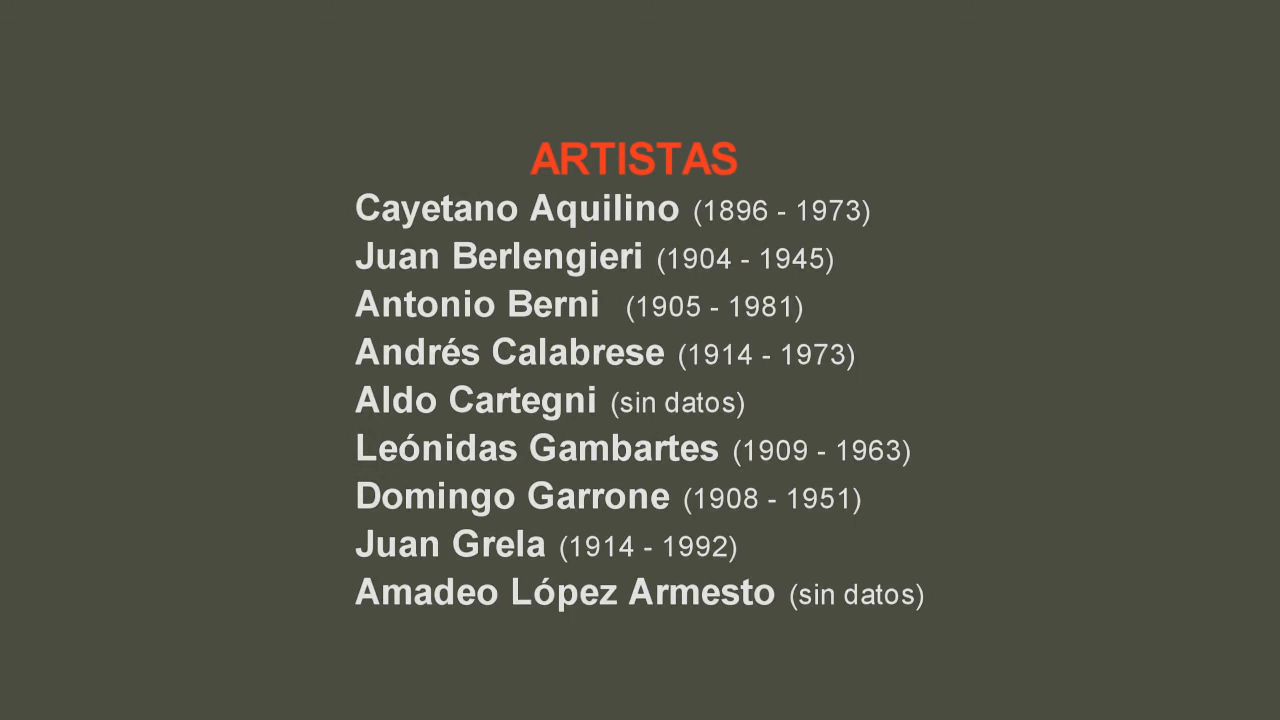 ARTISTAS
Cayetano Aquilino (1896 - 1973)
Juan Berlengieri (1904 - 1945)
Antonio Berni (1905 - 1981)
Andrés Calabrese (1914 - 1973)
Aldo Cartegni (sin datos)
Leónidas Gambartes (1909 - 1963)
Domingo Garrone (1908 - 1951)
Juan Grela (1914 - 1992)
Amadeo López Armesto (sin datos)